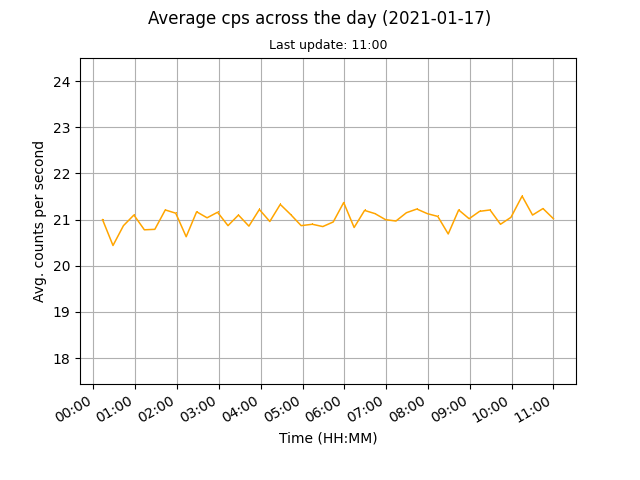 Average cps across the day (2021-01-17)
Last update: 11:00
24
23
22
21
20
19
18
Avg. counts per second
00:00 01:00 02:00 03:00 04:00 05:00 06:00 07:00 08:00 09:00 10:00 11:00
Time (HH:MM)